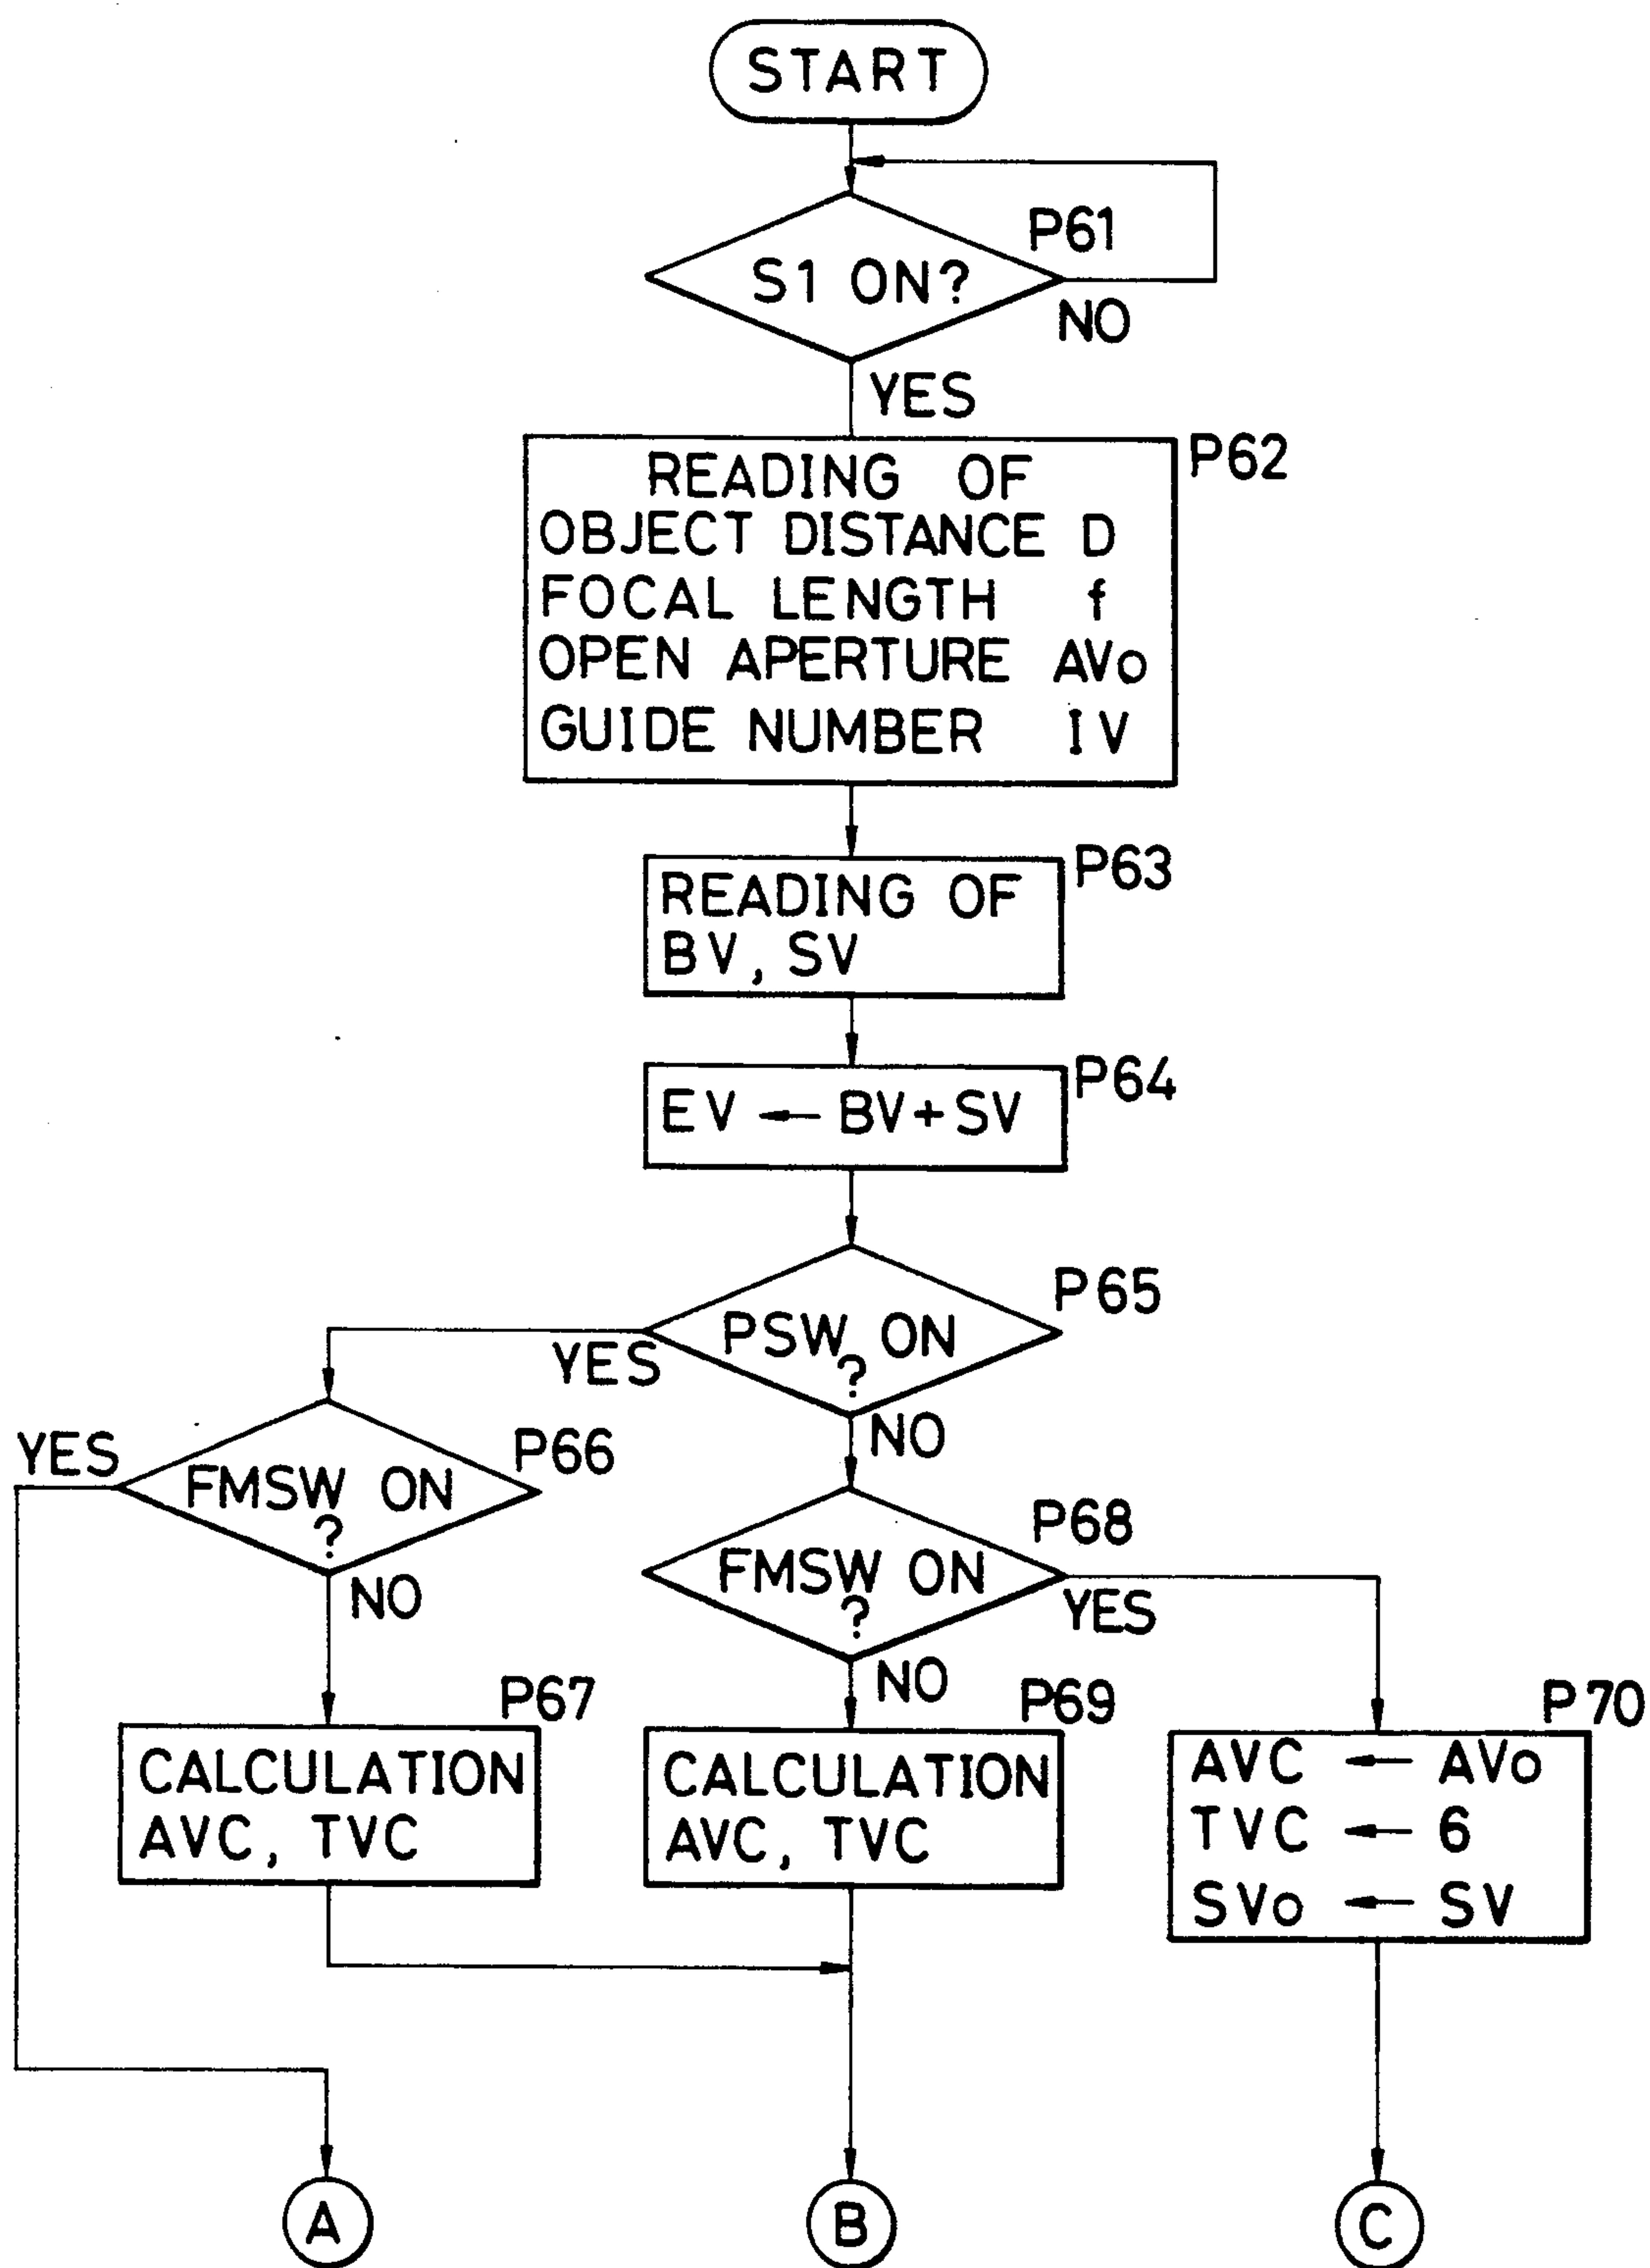 START
P61
S1 ON?
NO
YES
P62
READING OF
OBJECT DISTANCE D
FOCAL LENGTH f
OPEN APERTURE AVo
GUIDE NUMBER IV
P63
READING OF
BV, SV
P64
EV ← BV+SV
P65
PSW ON
?
YES
NO
YES
P66
FMSW ON
?
NO
P68
FMSW ON
?
YES
NO
P67
CALCULATION
AVC, TVC
P69
CALCULATION
AVC, TVC
P70
AVC ← AVo
TVC ← 6
SVo ← SV
A
B
C